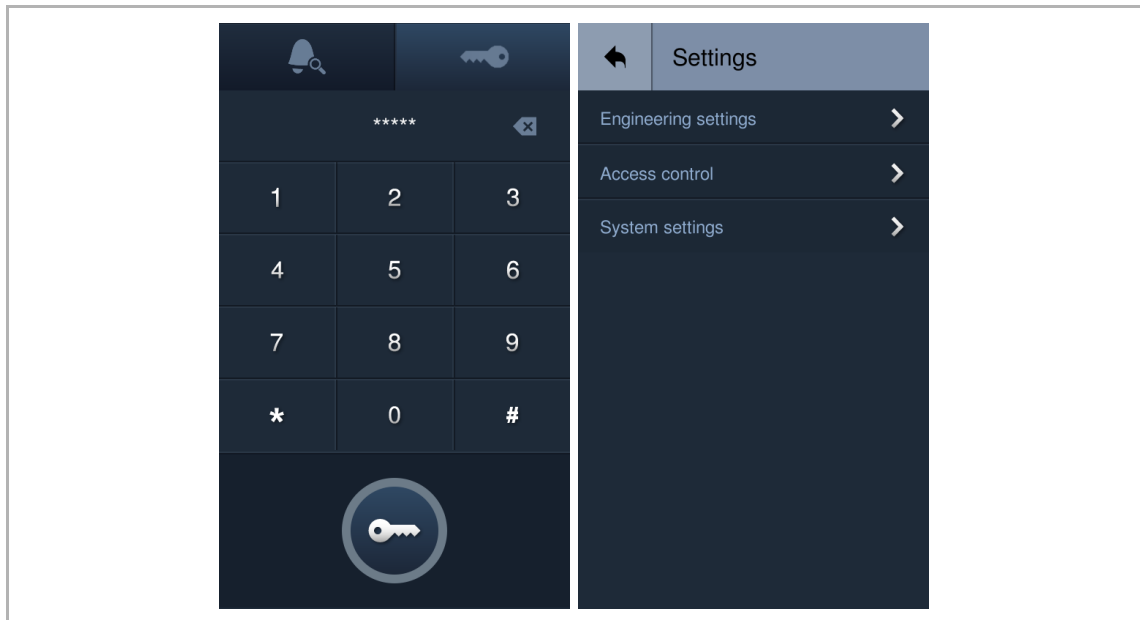 *****
1 2 3
4 5 6
7 8 9
* 0 #
Settings
Engineering settings
Access control
System settings